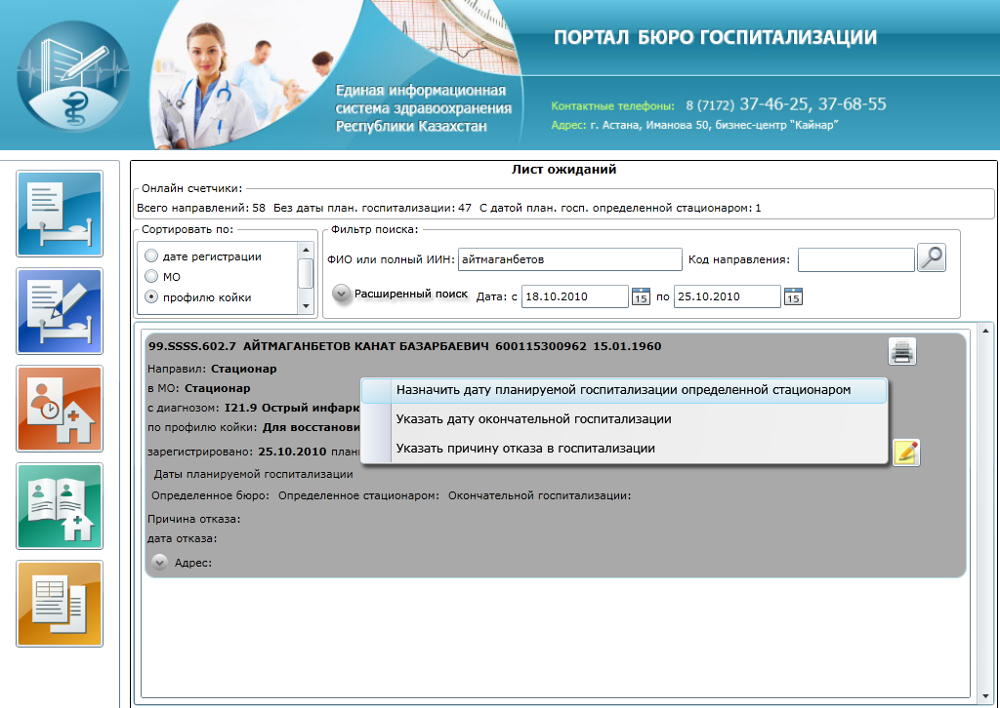 ПОРТАЛ БЮРО ГОСПИТАЛИЗАЦИИ
Единая информационная
система здравоохранения
Республики Казахстан
Контактные телефоны: 8 (7172) 37-46-25, 37-68-55
Адрес: г. Астана, Иманова 50, бизнес-центр "Кайнар"
Лист ожиданий
Онлайн счетчики:
Всего направлений: 58 Без даты план. госпитализации: 47 С датой план. госп. определенной стационаром: 1
Сортировать по:
дате регистрации
МО
профилю койки
Фильтр поиска:
ФИО или полный ИИН: айтмаганбетов Код направления:
Расширенный поиск Дата: с 18.10.2010 15 по 25.10.2010 15
99.SSSS.602.7 АЙТМАГАНБЕТОВ КАНАТ БАЗАРБАЕВИЧ 600115300962 15.01.1960
Направил: Стационар
в МО: Стационар
с диагнозом: I21.9 Острый инфарк
по профилю койки: Для восстанови
зарегистрировано: 25.10.2010 план
Назначить дату планируемой госпитализации определенной стационаром
Указать дату окончательной госпитализации
Указать причину отказа в госпитализации
Даты планируемой госпитализации
Определенное бюро: Определенное стационаром: Окончательной госпитализации:
Причина отказа:
дата отказа:
Адрес: